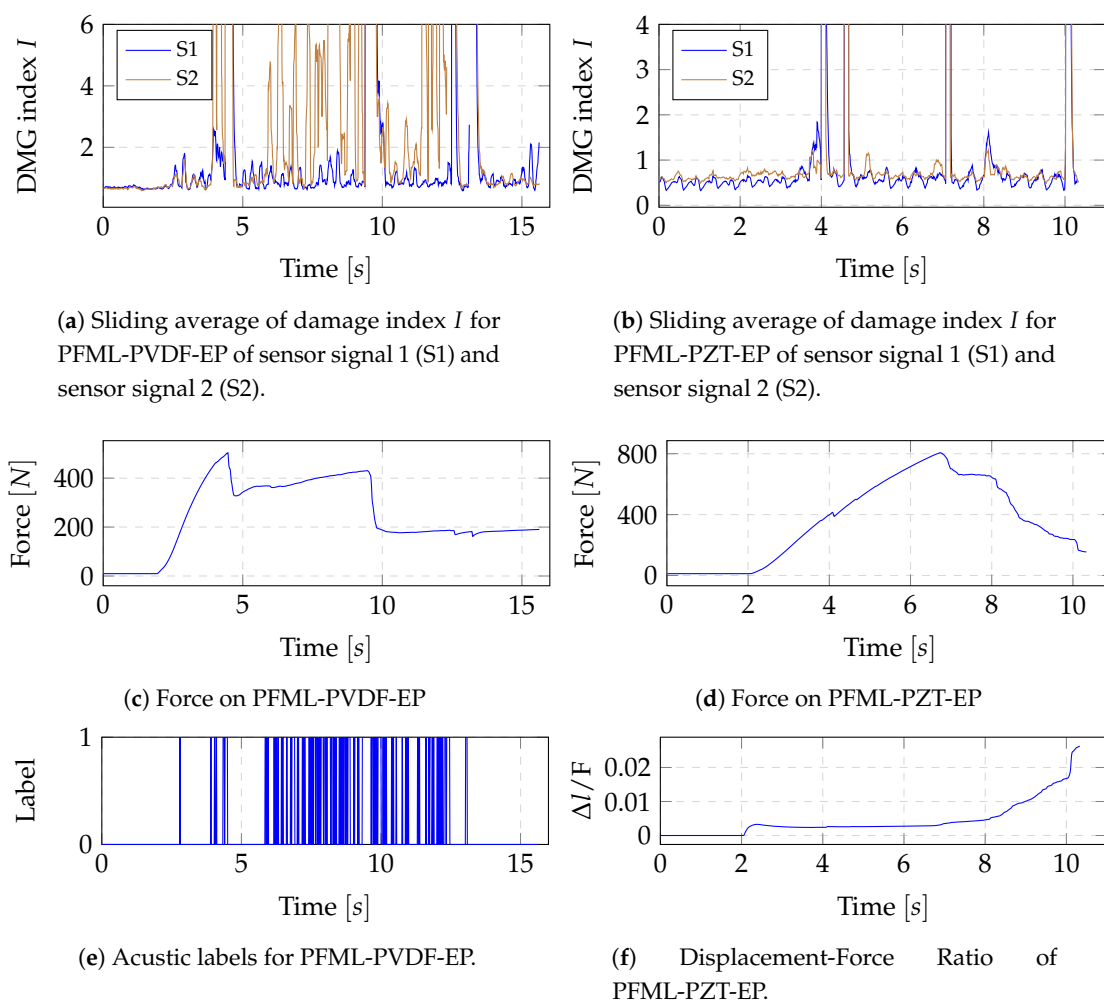 6
4
2
DMG index I
S1
S2
0
5
10
15
Time [s]
(a) Sliding average of damage index I for
PFML-PVDF-EP of sensor signal 1 (S1) and
sensor signal 2 (S2).
4
3
2
1
0
DMG index I
S1
S2
0
2
4
6
8
10
Time [s]
(b) Sliding average of damage index I for
PFML-PZT-EP of sensor signal 1 (S1) and
sensor signal 2 (S2).
400
200
0
Force [N]
0
5
10
15
Time [s]
(c) Force on PFML-PVDF-EP
800
400
0
Force [N]
0
2
4
6
8
10
Time [s]
(d) Force on PFML-PZT-EP
1
0
Label
0
5
10
15
Time [s]
(e) Acustic labels for PFML-PVDF-EP.
0.02
0.01
0
Δl/F
0
2
4
6
8
10
Time [s]
(f) Displacement-Force Ratio of
PFML-PZT-EP.